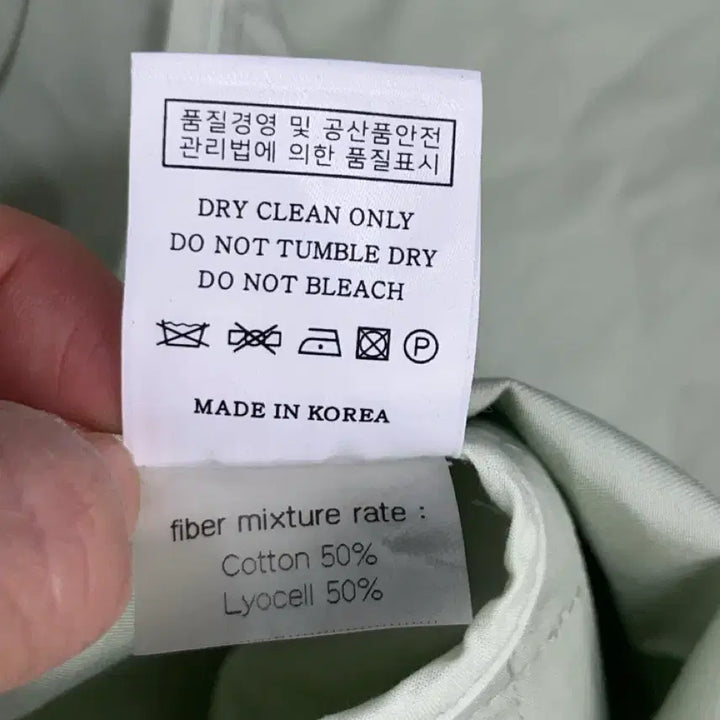 품질경영 및 공산품안전
관리법에 의한 품질표시
DRY CLEAN ONLY
DO NOT TUMBLE DRY
DO NOT BLEACH
P
MADE IN KOREA
fiber mixture rate :
Cotton 50%
Lyocell 50%